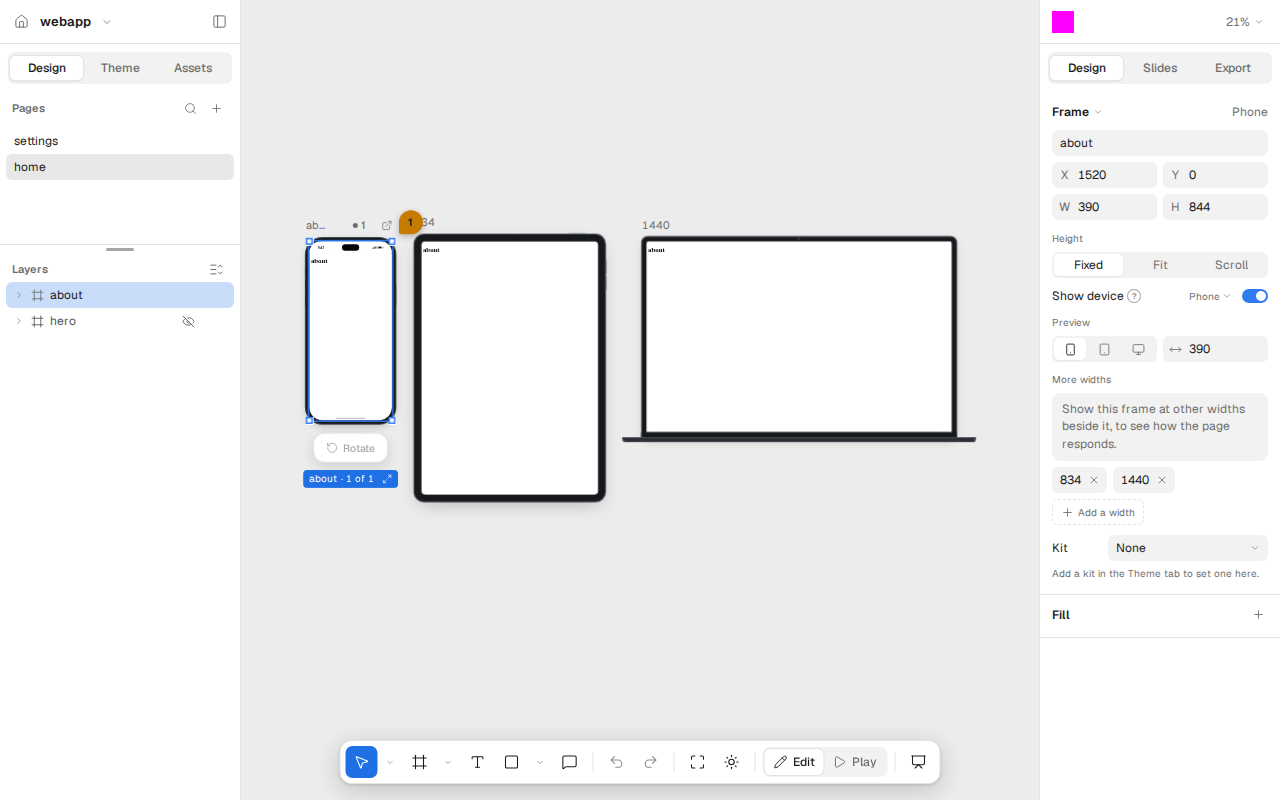 webapp
Design
Theme
Assets
Pages
settings
home
Layers
about
hero
ab...
1
1
34
1440
about
about
about
Rotate
about · 1 of 1
Edit
Play
21%
Design
Slides
Export
Frame
Phone
about
X 1520
Y 0
W 390
H 844
Height
Fixed
Fit
Scroll
Show device
?
Phone
Preview
390
More widths
Show this frame at other widths
beside it, to see how the page
responds.
834
1440
Add a width
Kit
None
Add a kit in the Theme tab to set one here.
Fill